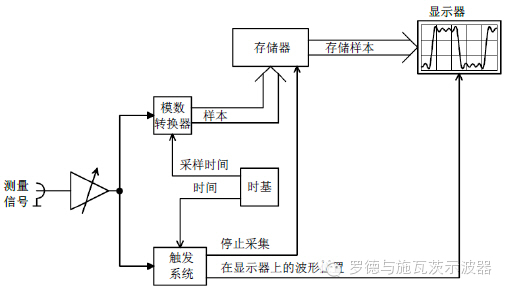 显示器
存储器
存储样本
模数
转换器
样本
采样时间
时间
时基
测量
信号
触发
系统
停止采集
在显示器上的波形位置
罗德与施瓦茨示波器